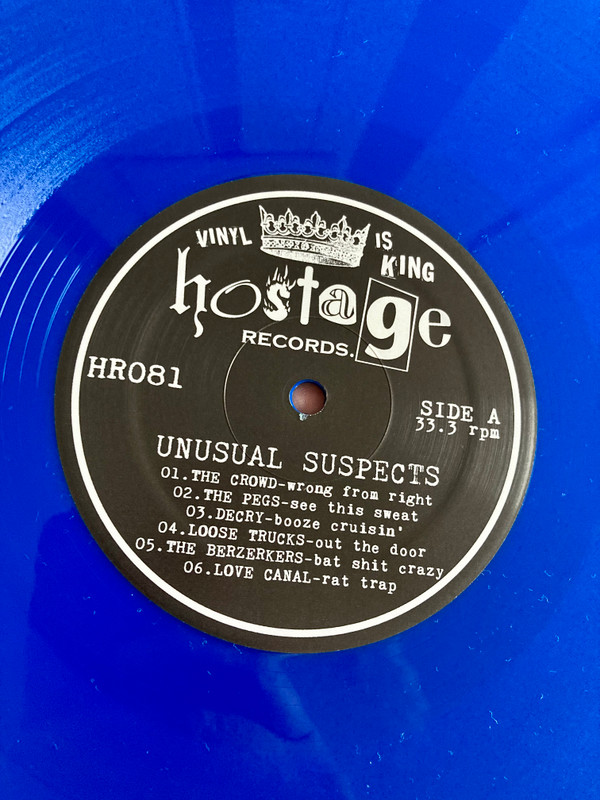 VINYL IS KING
hostage
RECORDS.
HR081
SIDE A
33.3 rpm
UNUSUAL SUSPECTS
01.THE CROWD-wrong from right
02.THE PEGS-see this sweat
03.DECRY-booze cruisin'
04.LOOSE TRUCKS-out the door
05.THE BERZERKERS-bat shit crazy
06.LOVE CANAL-rat trap